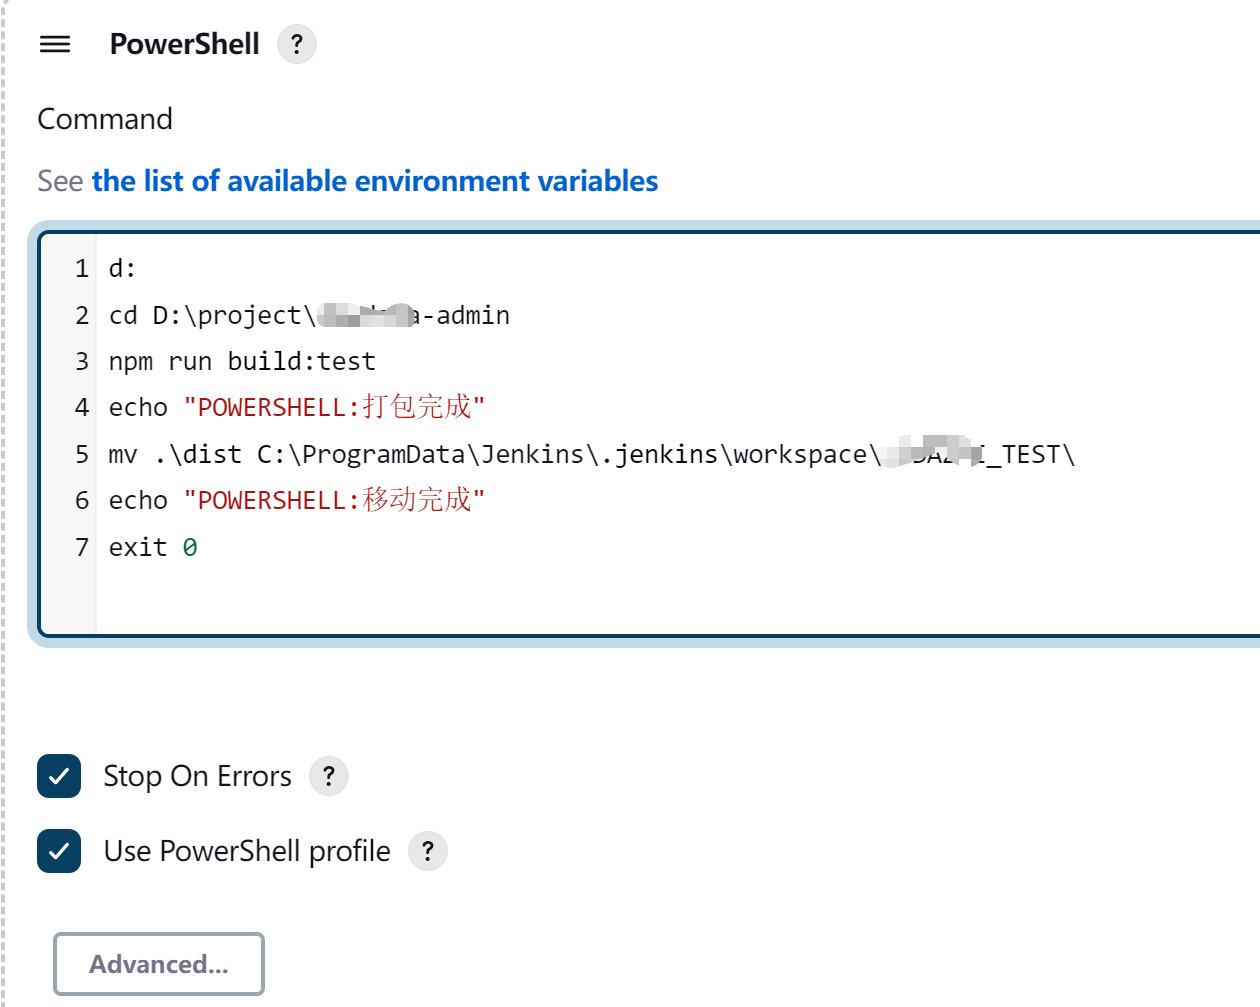 PowerShell ?
Command
See the list of available environment variables
1 d:
2 cd D:\project\ a-admin
3 npm run build:test
4 echo "POWERSHELL:打包完成"
5 mv .\dist C:\ProgramData\Jenkins\.jenkins\workspace\ _TEST\
6 echo "POWERSHELL:移动完成"
7 exit 0
Stop On Errors ?
Use PowerShell profile ?
Advanced...